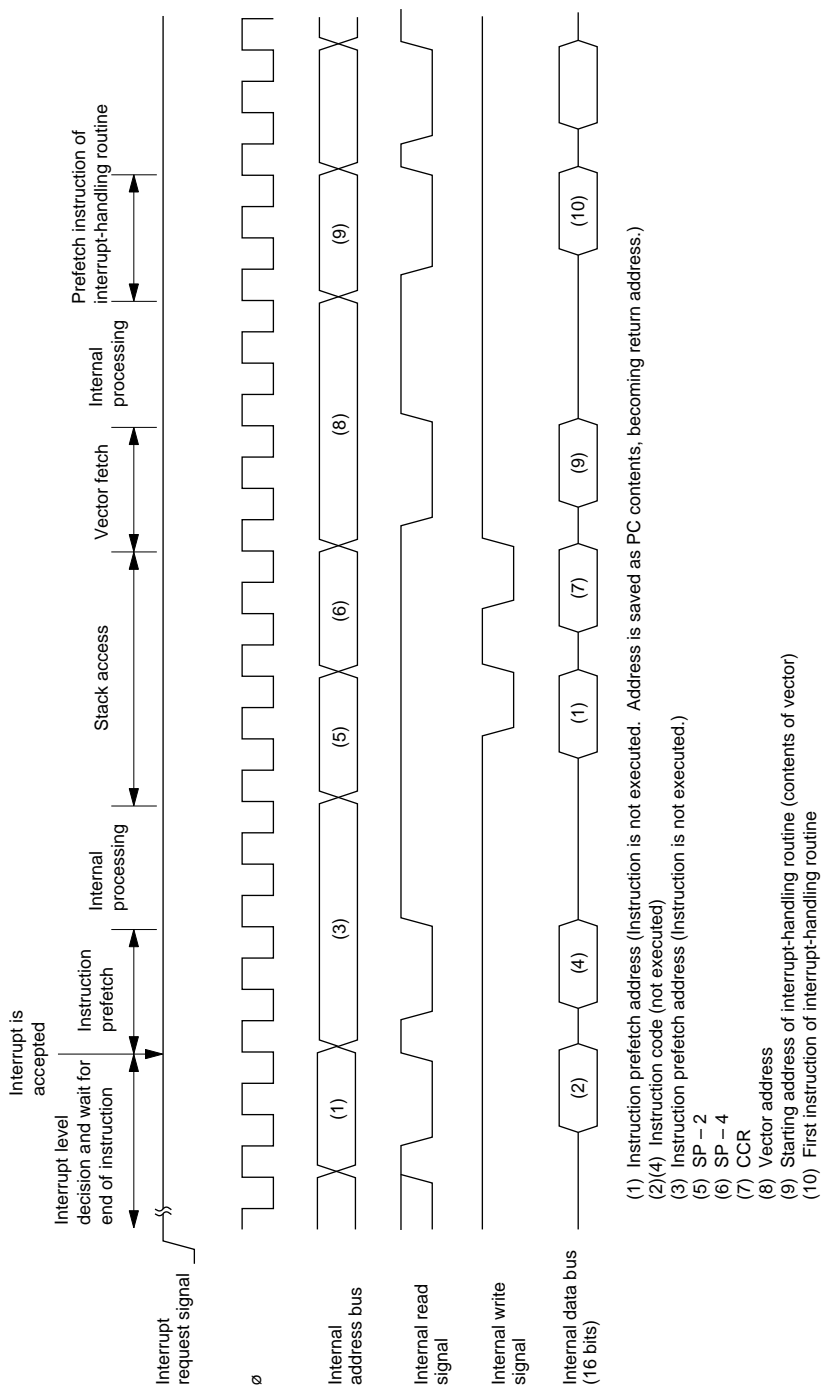 Interrupt is
accepted
Interrupt level
decision and wait for
end of instruction
Instruction
prefetch
Internal
processing
Stack access
Vector fetch
Internal
processing
Prefetch instruction of
interrupt-handling routine
Interrupt
request signal
ø
Internal
address bus
(1)
(3)
(5)
(6)
(8)
(9)
Internal read
signal
Internal write
signal
Internal data bus
(16 bits)
(2)
(4)
(1)
(7)
(9)
(10)
(1) Instruction prefetch address (Instruction is not executed. Address is saved as PC contents, becoming return address.)
(2)(4) Instruction code (not executed)
(3) Instruction prefetch address (Instruction is not executed.)
(5) SP – 2
(6) SP – 4
(7) CCR
(8) Vector address
(9) Starting address of interrupt-handling routine (contents of vector)
(10) First instruction of interrupt-handling routine